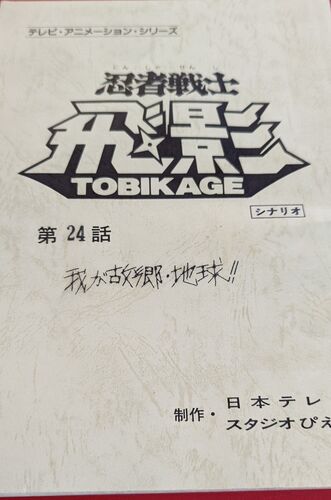 テレビ・アニメーション・シリーズ
にんじゃせんし
忍者戦士
飛影
TOBIKAGE
シナリオ
第24話
我が故郷・地球!!
制作・日本テレ
スタジオぴえ